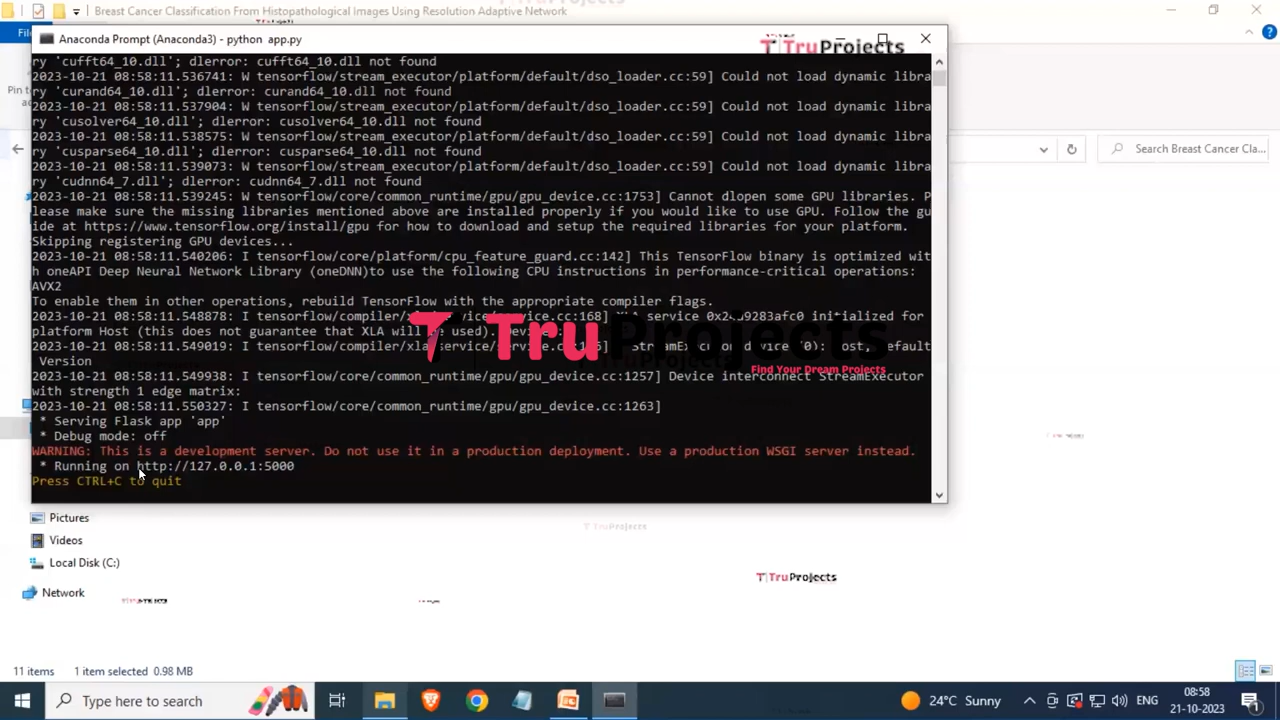 Breast Cancer Classification From Histopathological Images Using Resolution Adaptive Network
Anaconda Prompt (Anaconda3) - python app.py
TruProjects
ry 'cufft64_10.dll'; dlerror: cufft64_10.dll not found
2023-10-21 08:58:11.536741: W tensorflow/stream_executor/platform/default/dso_loader.cc:59] Could not load dynamic libra
ry 'curand64_10.dll'; dlerror: curand64_10.dll not found
2023-10-21 08:58:11.537904: W tensorflow/stream_executor/platform/default/dso_loader.cc:59] Could not load dynamic libra
ry 'cusolver64_10.dll'; dlerror: cusolver64_10.dll not found
2023-10-21 08:58:11.538575: W tensorflow/stream_executor/platform/default/dso_loader.cc:59] Could not load dynamic libra
ry 'cusparse64_10.dll'; dlerror: cusparse64_10.dll not found
2023-10-21 08:58:11.539073: W tensorflow/stream_executor/platform/default/dso_loader.cc:59] Could not load dynamic libra
ry 'cudnn64_7.dll'; dlerror: cudnn64_7.dll not found
2023-10-21 08:58:11.539245: W tensorflow/core/common_runtime/gpu/gpu_device.cc:1753] Cannot dlopen some GPU libraries. P
lease make sure the missing libraries mentioned above are installed properly if you would like to use GPU. Follow the gu
ide at https://www.tensorflow.org/install/gpu for how to download and setup the required libraries for your platform.
Skipping registering GPU devices...
2023-10-21 08:58:11.540206: I tensorflow/core/platform/cpu_feature_guard.cc:142] This TensorFlow binary is optimized wit
h oneAPI Deep Neural Network Library (oneDNN)to use the following CPU instructions in performance-critical operations:
AVX2
To enable them in other operations, rebuild TensorFlow with the appropriate compiler flags.
2023-10-21 08:58:11.548878: I tensorflow/compiler/ service 0x24d9283afc0 initialized for
platform Host (this does not guarantee that XLA will be used).
2023-10-21 08:58:11.549019: I tensorflow/compiler/xla/service/service.cc: StreamExecutor device (0): Host, Default
Version
2023-10-21 08:58:11.549938: I tensorflow/core/common_runtime/gpu/gpu_device.cc:1257] Device interconnect StreamExecutor
with strength 1 edge matrix:
2023-10-21 08:58:11.550327: I tensorflow/core/common_runtime/gpu/gpu_device.cc:1263]
* Serving Flask app 'app'
* Debug mode: off
WARNING: This is a development server. Do not use it in a production deployment. Use a production WSGI server instead.
* Running on http://127.0.0.1:5000
Press CTRL+C to quit
TruProjects
Find Your Dream Projects
Search Breast Cancer Cla...
Pictures
Videos
Local Disk (C:)
Network
TruProjects
TruProjects
11 items 1 item selected 0.98 MB
Type here to search
24°C Sunny
ENG
08:58
21-10-2023